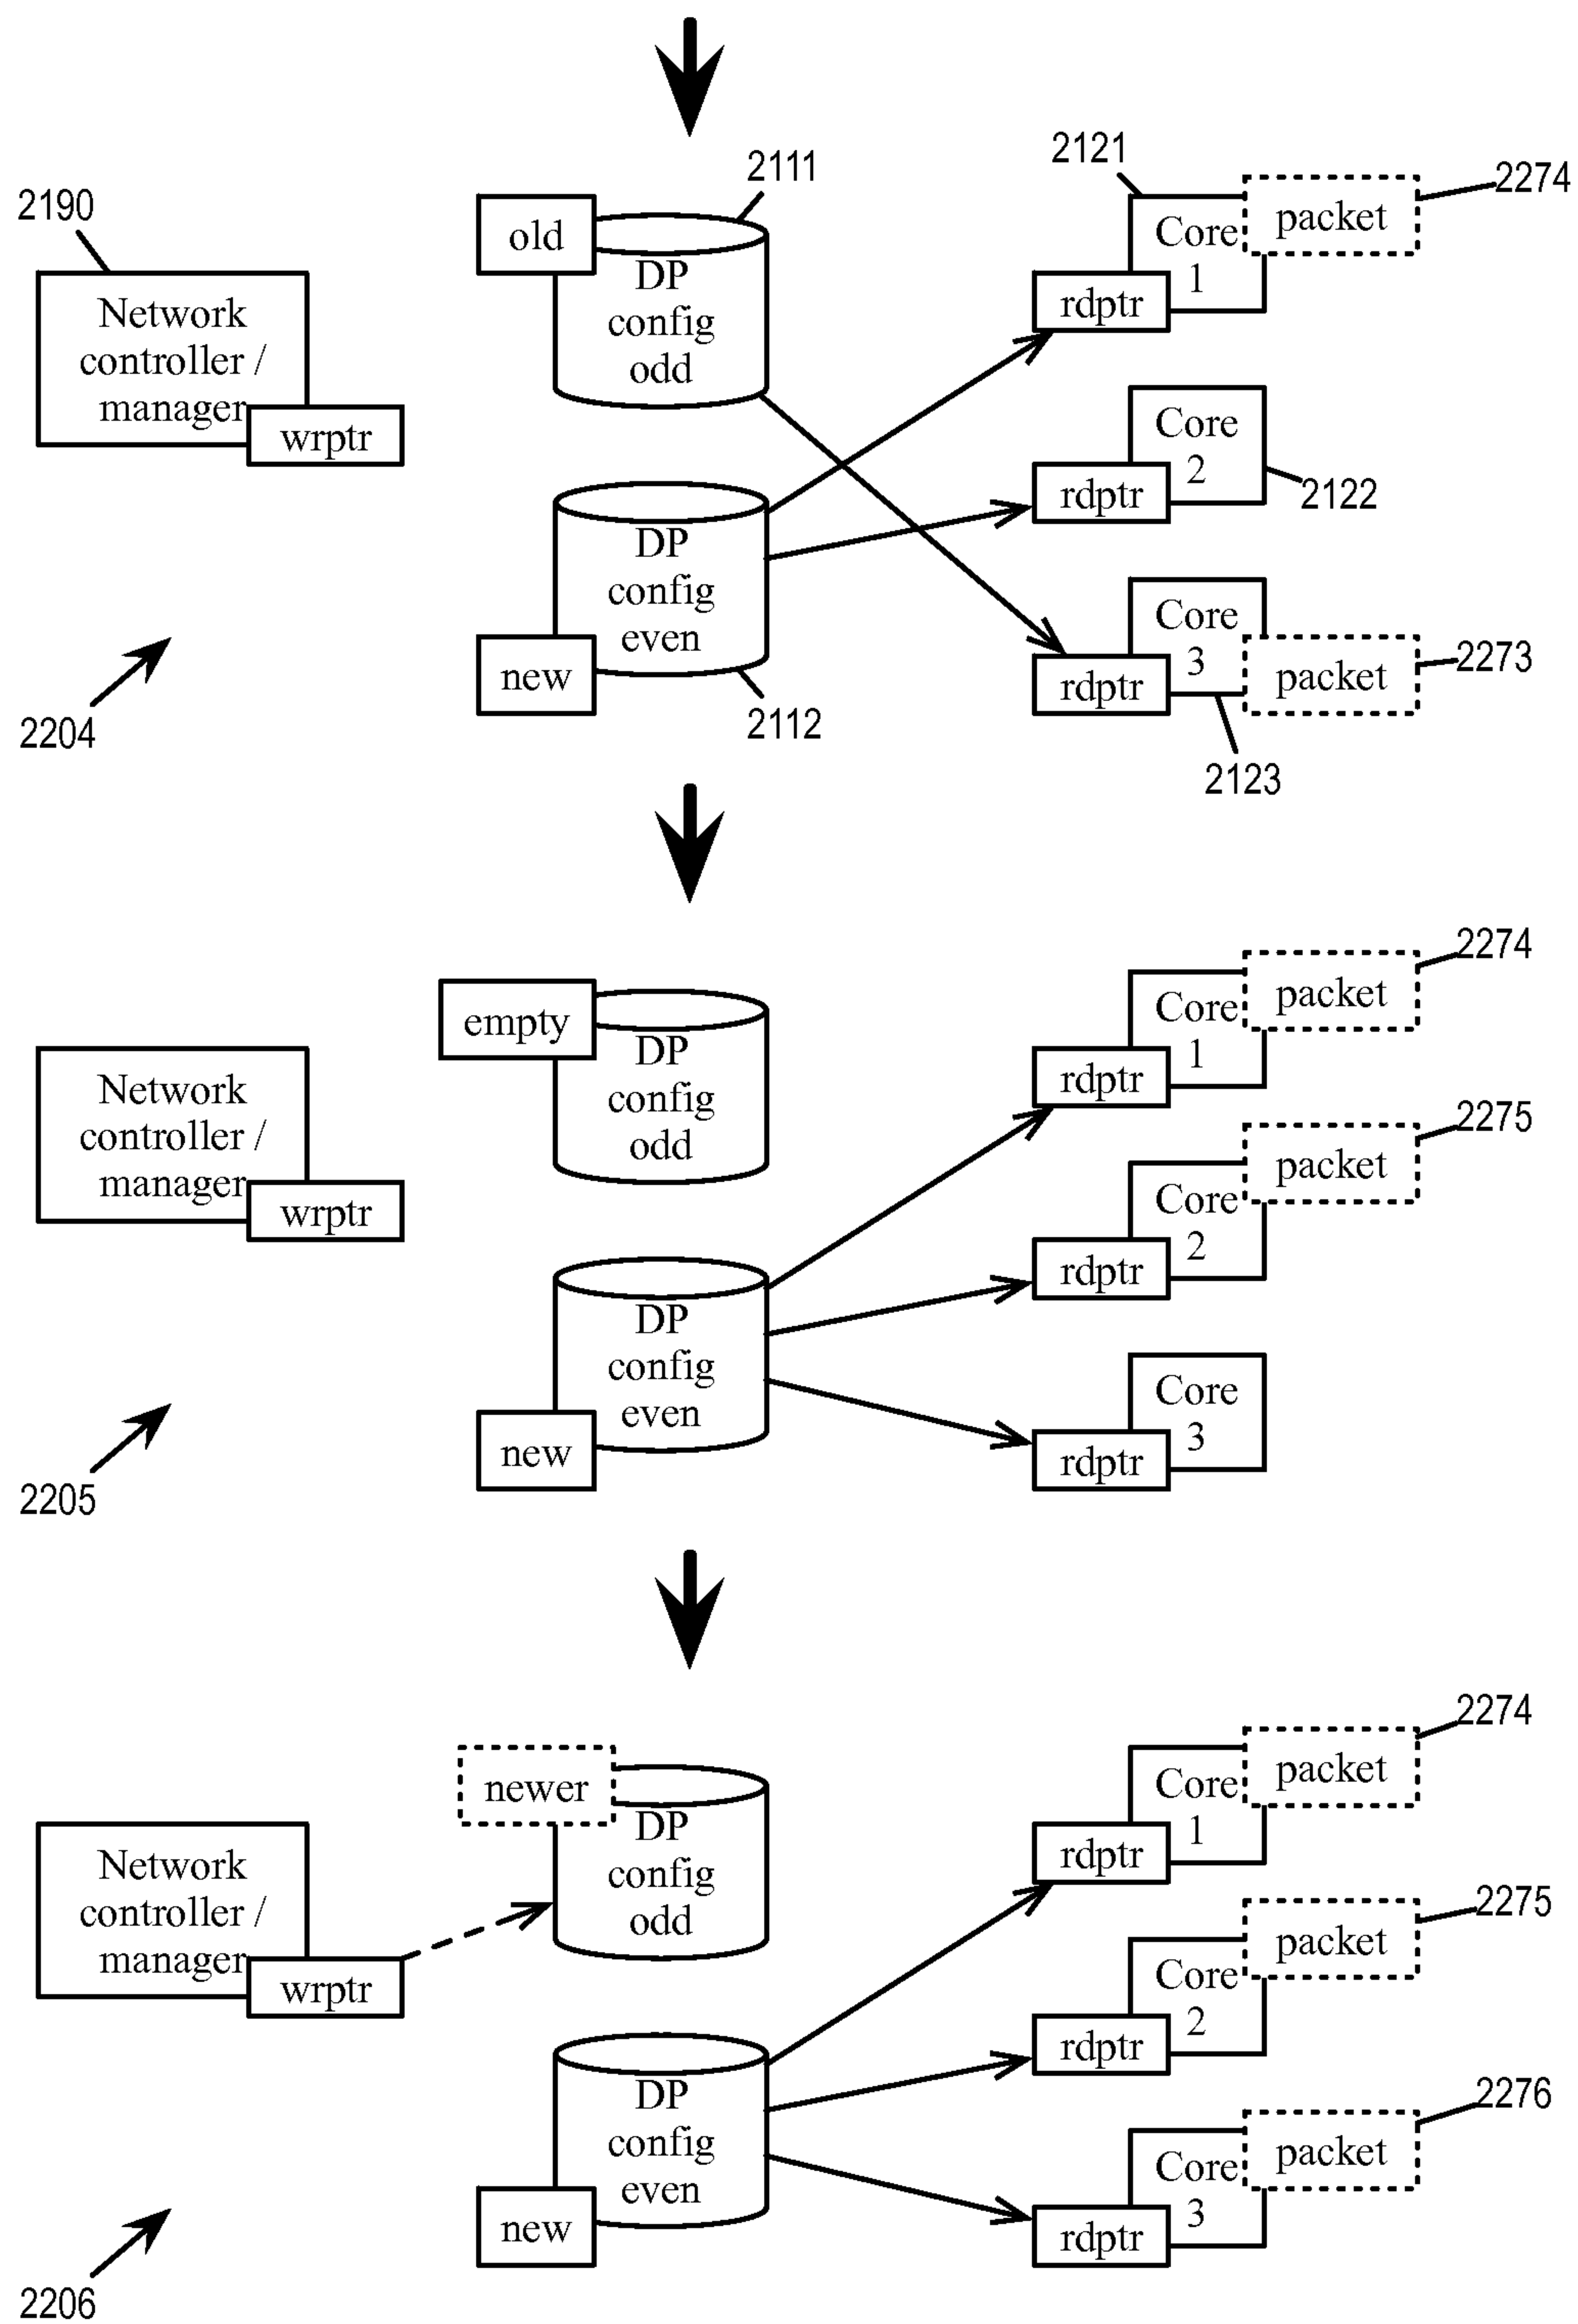 2111
2121
2274
2190
old
DP
config
odd
Core
1
packet
rdptr
Network
controller /
manager
wrptr
Core
2
rdptr
2122
DP
config
even
new
Core
3
packet
rdptr
2273
2204
2112
2123
2274
empty
DP
config
odd
Core
1
packet
rdptr
Network
controller /
manager
wrptr
2275
Core
2
packet
rdptr
DP
config
even
new
Core
3
rdptr
2205
2274
newer
DP
config
odd
Core
1
packet
rdptr
Network
controller /
manager
wrptr
2275
Core
2
packet
rdptr
DP
config
even
new
2276
Core
3
packet
rdptr
2206